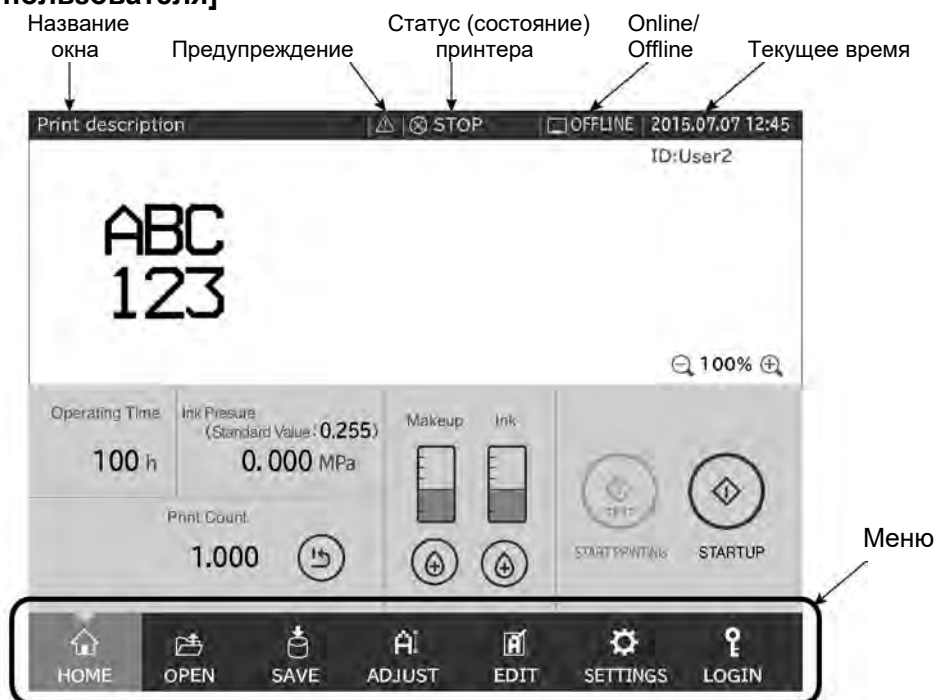 пользователя]
Название
окна
Предупреждение
Статус (состояние)
принтера
Online/
Offline
Текущее время
Print description
STOP
OFFLINE
2015.07.07 12:45
ID:User2
ABC
123
100%
Operating Time
100 h
Ink Presure
(Standard Value:0.255)
0.000 MPa
Makeup
Ink
Print Count
1.000
TEST
START PRINTING
STARTUP
Меню
HOME
OPEN
SAVE
ADJUST
EDIT
SETTINGS
LOGIN